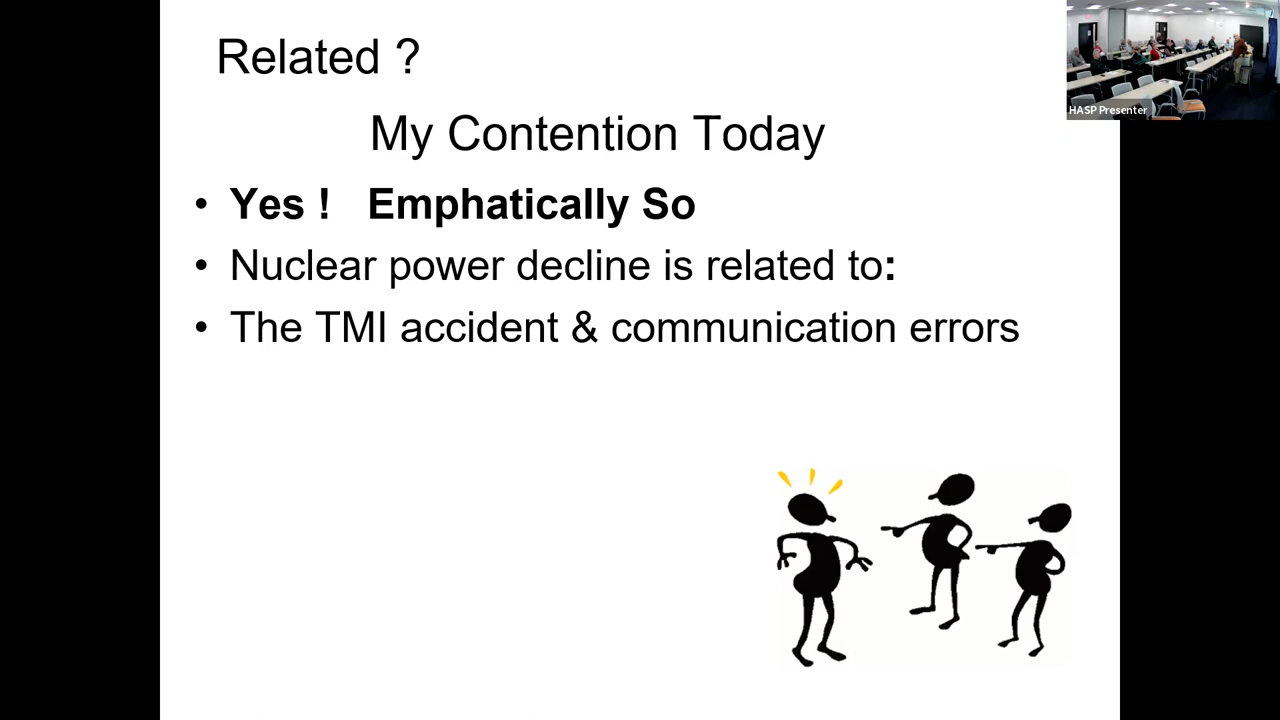 Related ?
My Contention Today
• Yes ! Emphatically So
• Nuclear power decline is related to:
• The TMI accident & communication errors
HASP Presenter